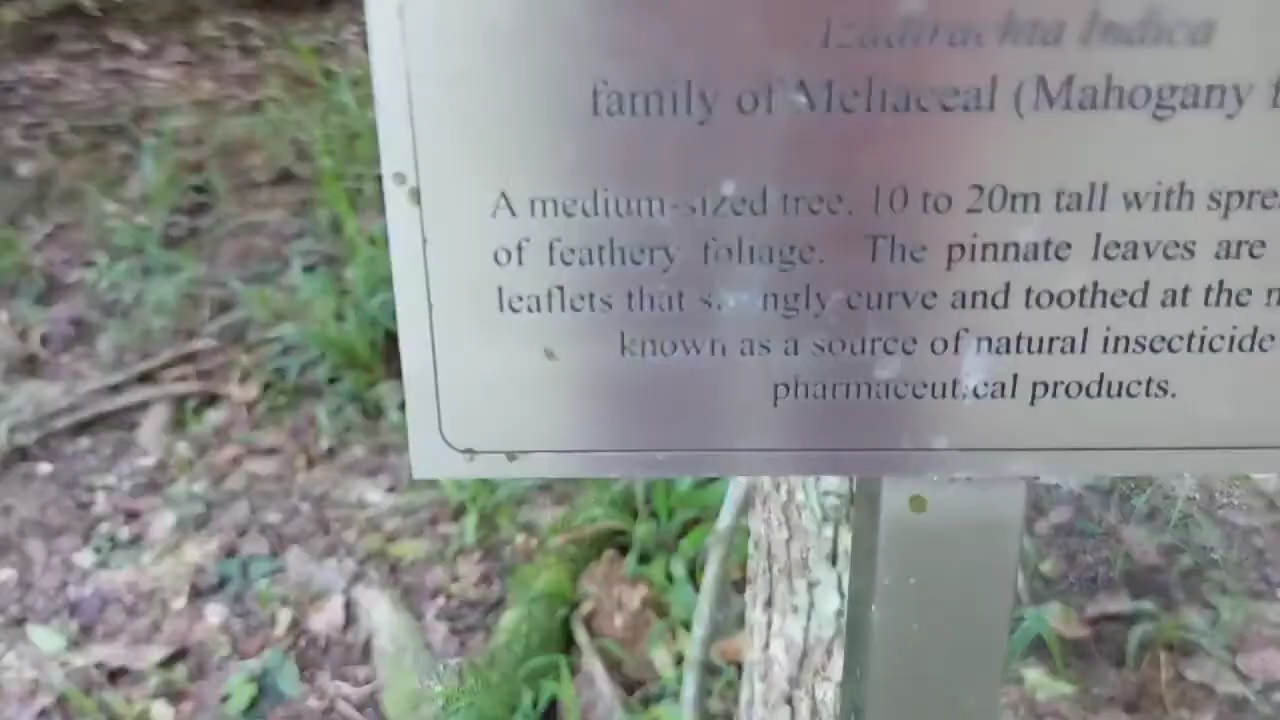 Indica
family of Meliaceal (Mahogany
A medium-sized tree, 10 to 20m tall with
of feathery foliage. The pinnate leaves are
leaflets that curve and toothed at the
known as a source of natural insecticide
pharmaceutical products.